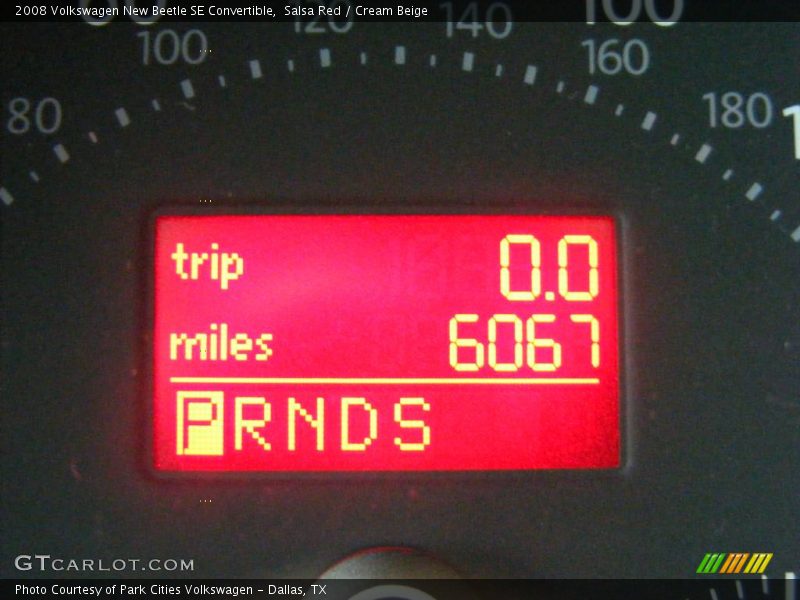 2008 Volkswagen New Beetle SE Convertible,  Salsa Red / Cream Beige
80 100 120 140 160 180
100
trip 0.0
miles 6067
PRNDS
GTCARLOT.COM
Photo Courtesy of Park Cities Volkswagen - Dallas, TX